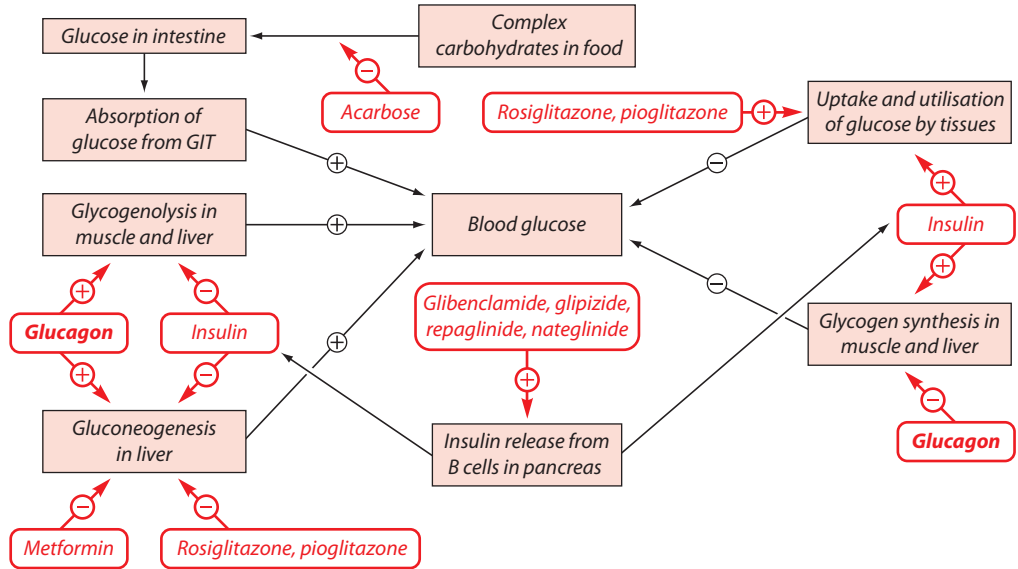 Glucose in intestine
Complex
carbohydrates in food
Absorption of
glucose from GIT
Acarbose
Rosiglitazone, pioglitazone
Uptake and utilisation
of glucose by tissues
Glycogenolysis in
muscle and liver
Blood glucose
Insulin
Glucagon
Insulin
Glibenclamide, glipizide,
repaglinide, nateglinide
Glycogen synthesis in
muscle and liver
Gluconeogenesis
in liver
Insulin release from
B cells in pancreas
Glucagon
Metformin
Rosiglitazone, pioglitazone